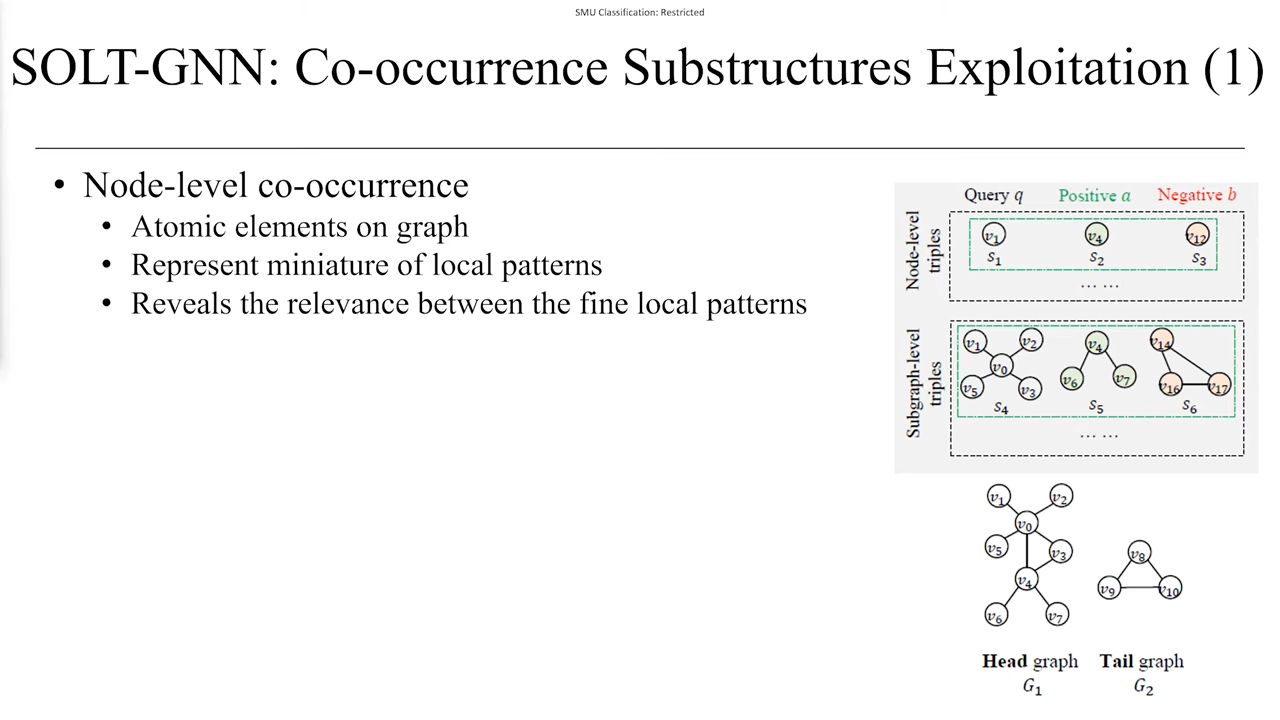 SMU Classification: Restricted
SOLT-GNN: Co-occurrence Substructures Exploitation (1)
• Node-level co-occurrence
• Atomic elements on graph
• Represent miniature of local patterns
• Reveals the relevance between the fine local patterns
Query q Positive a Negative b
Node-level
triples
v1 v4 v12
S1 S2 S3
... ...
Subgraph-level
triples
v1 v2 v4 v14
v0
v5 v3 v6 v7 v16 v17
S4 S5 S6
... ...
v1 v2
v0
v5 v3 v8
v4 v9 v10
v6 v7
Head graph Tail graph
G1 G2